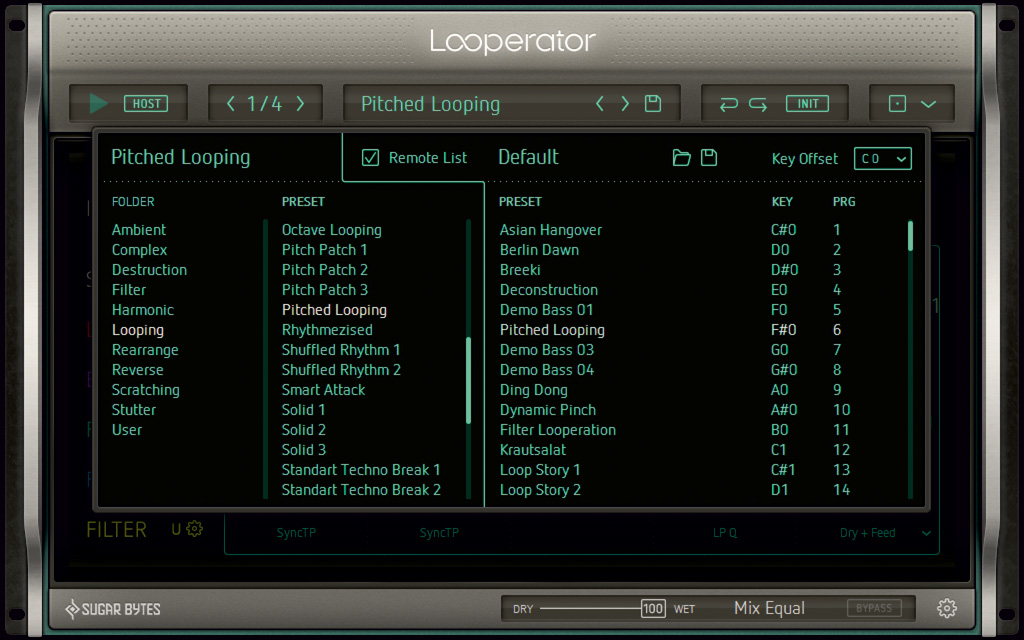 Looperator
HOST
1/4
Pitched Looping
INIT
Pitched Looping
Remote List
Default
Key Offset
C 0
FOLDER
Ambient
Complex
Destruction
Filter
Harmonic
Looping
Rearrange
Reverse
Scratching
Stutter
User
PRESET
Octave Looping
Pitch Patch 1
Pitch Patch 2
Pitch Patch 3
Pitched Looping
Rhythmezised
Shuffled Rhythm 1
Shuffled Rhythm 2
Smart Attack
Solid 1
Solid 2
Solid 3
Standart Techno Break 1
Standart Techno Break 2
PRESET KEY PRG
Asian Hangover C#0 1
Berlin Dawn D0 2
Breeki D#0 3
Deconstruction E0 4
Demo Bass 01 F0 5
Pitched Looping F#0 6
Demo Bass 03 G0 7
Demo Bass 04 G#0 8
Ding Dong A0 9
Dynamic Pinch A#0 10
Filter Looperation B0 11
Krautsalat C1 12
Loop Story 1 C#1 13
Loop Story 2 D1 14
FILTER U SyncTP SyncTP LP Q Dry + Feed
SUGAR BYTES
DRY 100 WET Mix Equal BYPASS